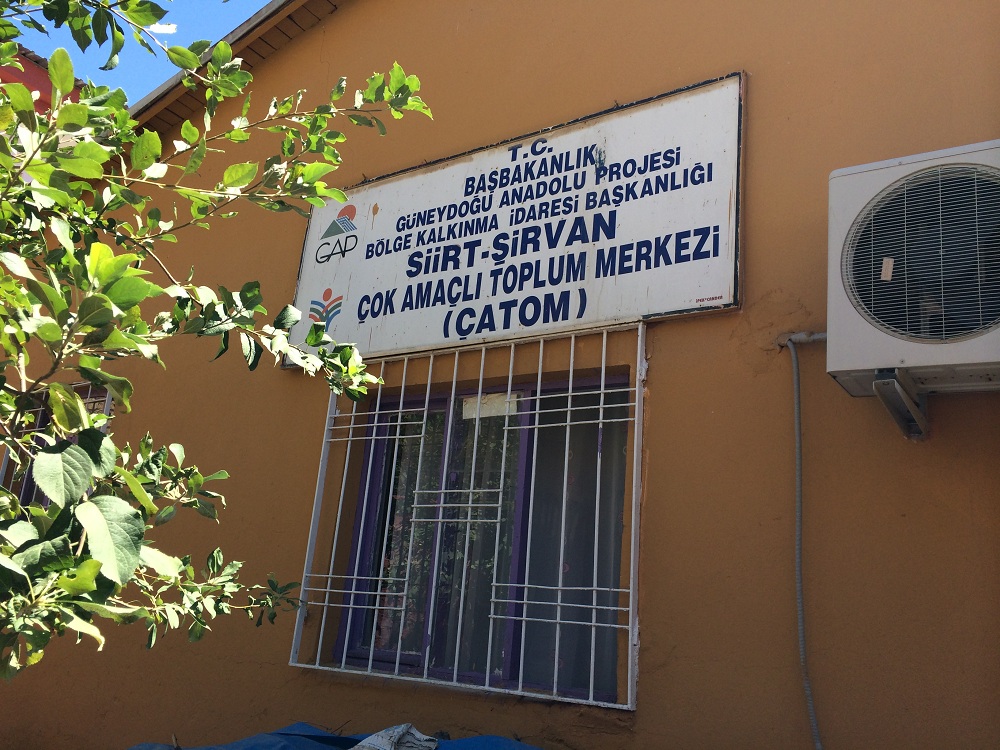 T.C.
BAŞBAKANLIK
GÜNEYDOĞU ANADOLU PROJESİ
BÖLGE KALKINMA İDARESİ BAŞKANLIĞI
SİİRT-ŞİRVAN
ÇOK AMAÇLI TOPLUM MERKEZİ
(ÇATOM)
GAP